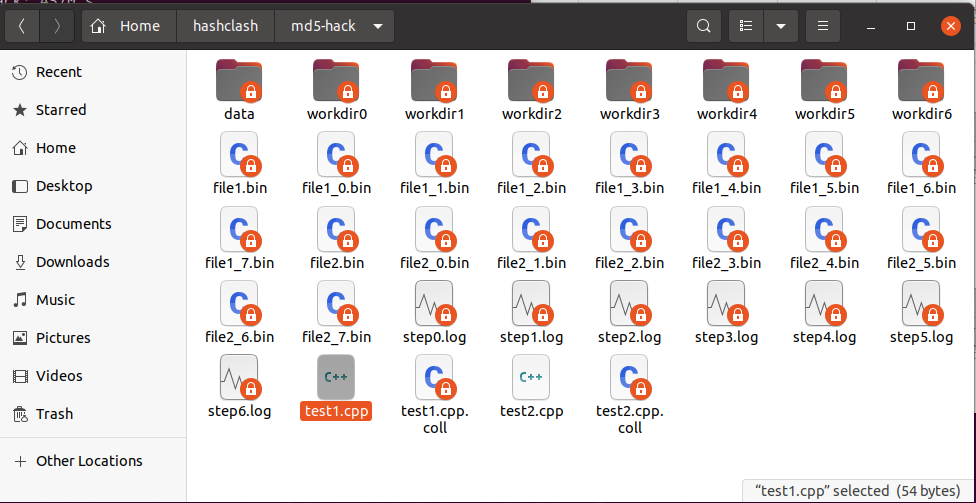 Home hashclash md5-hack
Recent
Starred
Home
Desktop
Documents
Downloads
Music
Pictures
Videos
Trash
Other Locations
data workdir0 workdir1 workdir2 workdir3 workdir4 workdir5 workdir6
file1.bin file1_0.bin file1_1.bin file1_2.bin file1_3.bin file1_4.bin file1_5.bin file1_6.bin
file1_7.bin file2.bin file2_0.bin file2_1.bin file2_2.bin file2_3.bin file2_4.bin file2_5.bin
file2_6.bin file2_7.bin step0.log step1.log step2.log step3.log step4.log step5.log
C++ C++
step6.log test1.cpp test1.cpp. test2.cpp test2.cpp.
coll coll
"test1.cpp" selected (54 bytes)